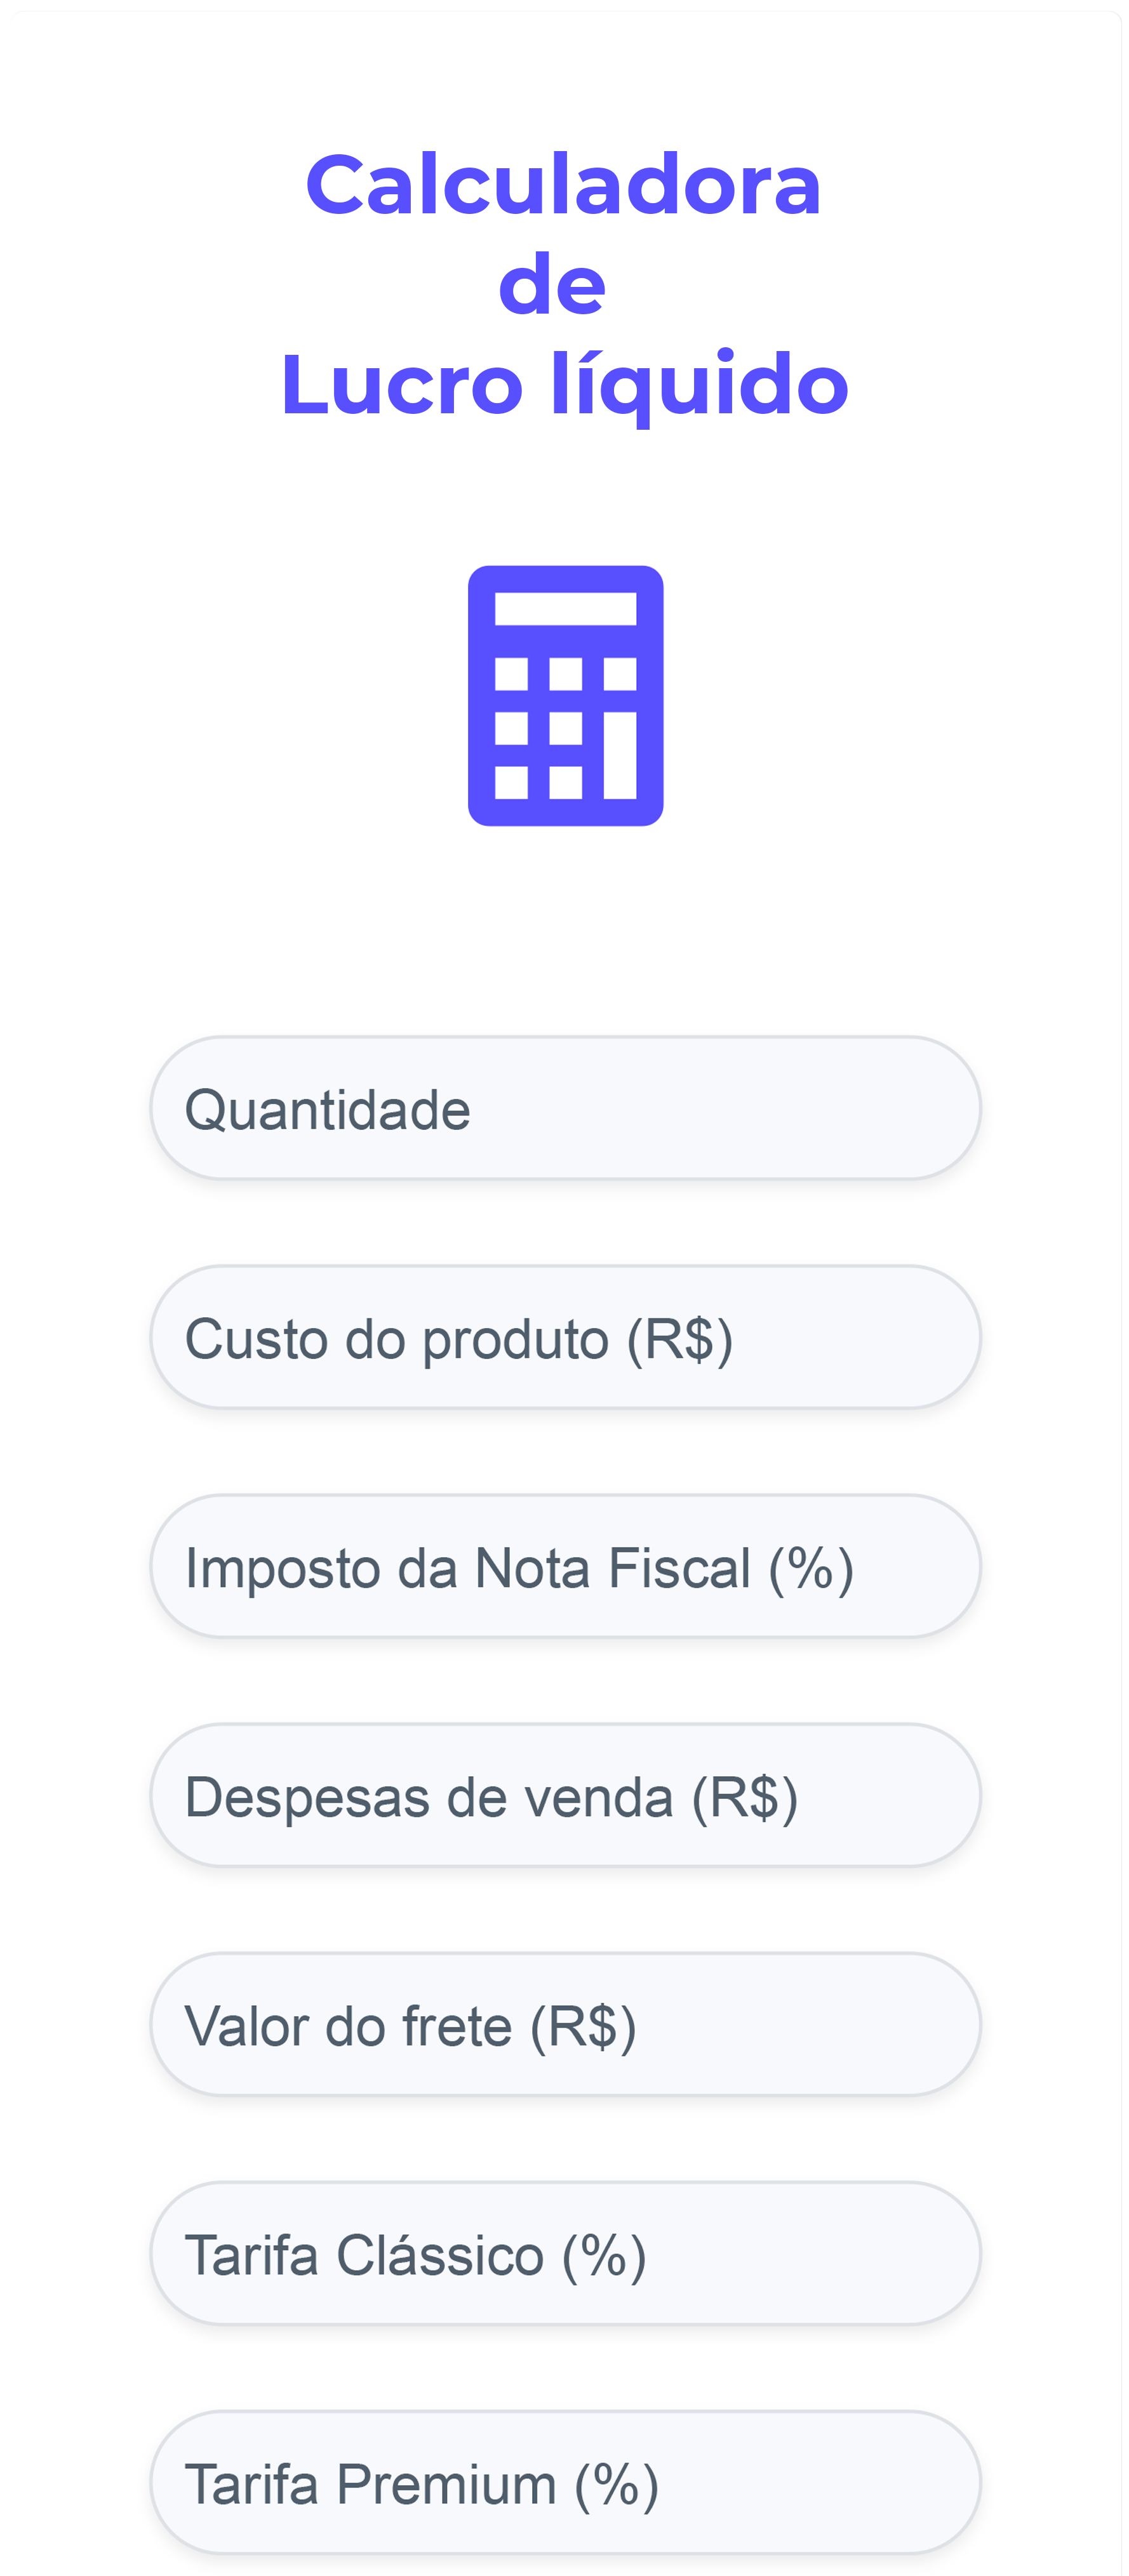 Calculadora
de
Lucro líquido
Quantidade
Custo do produto (R$)
Imposto da Nota Fiscal (%)
Despesas de venda (R$)
Valor do frete (R$)
Tarifa Clássico (%)
Tarifa Premium (%)